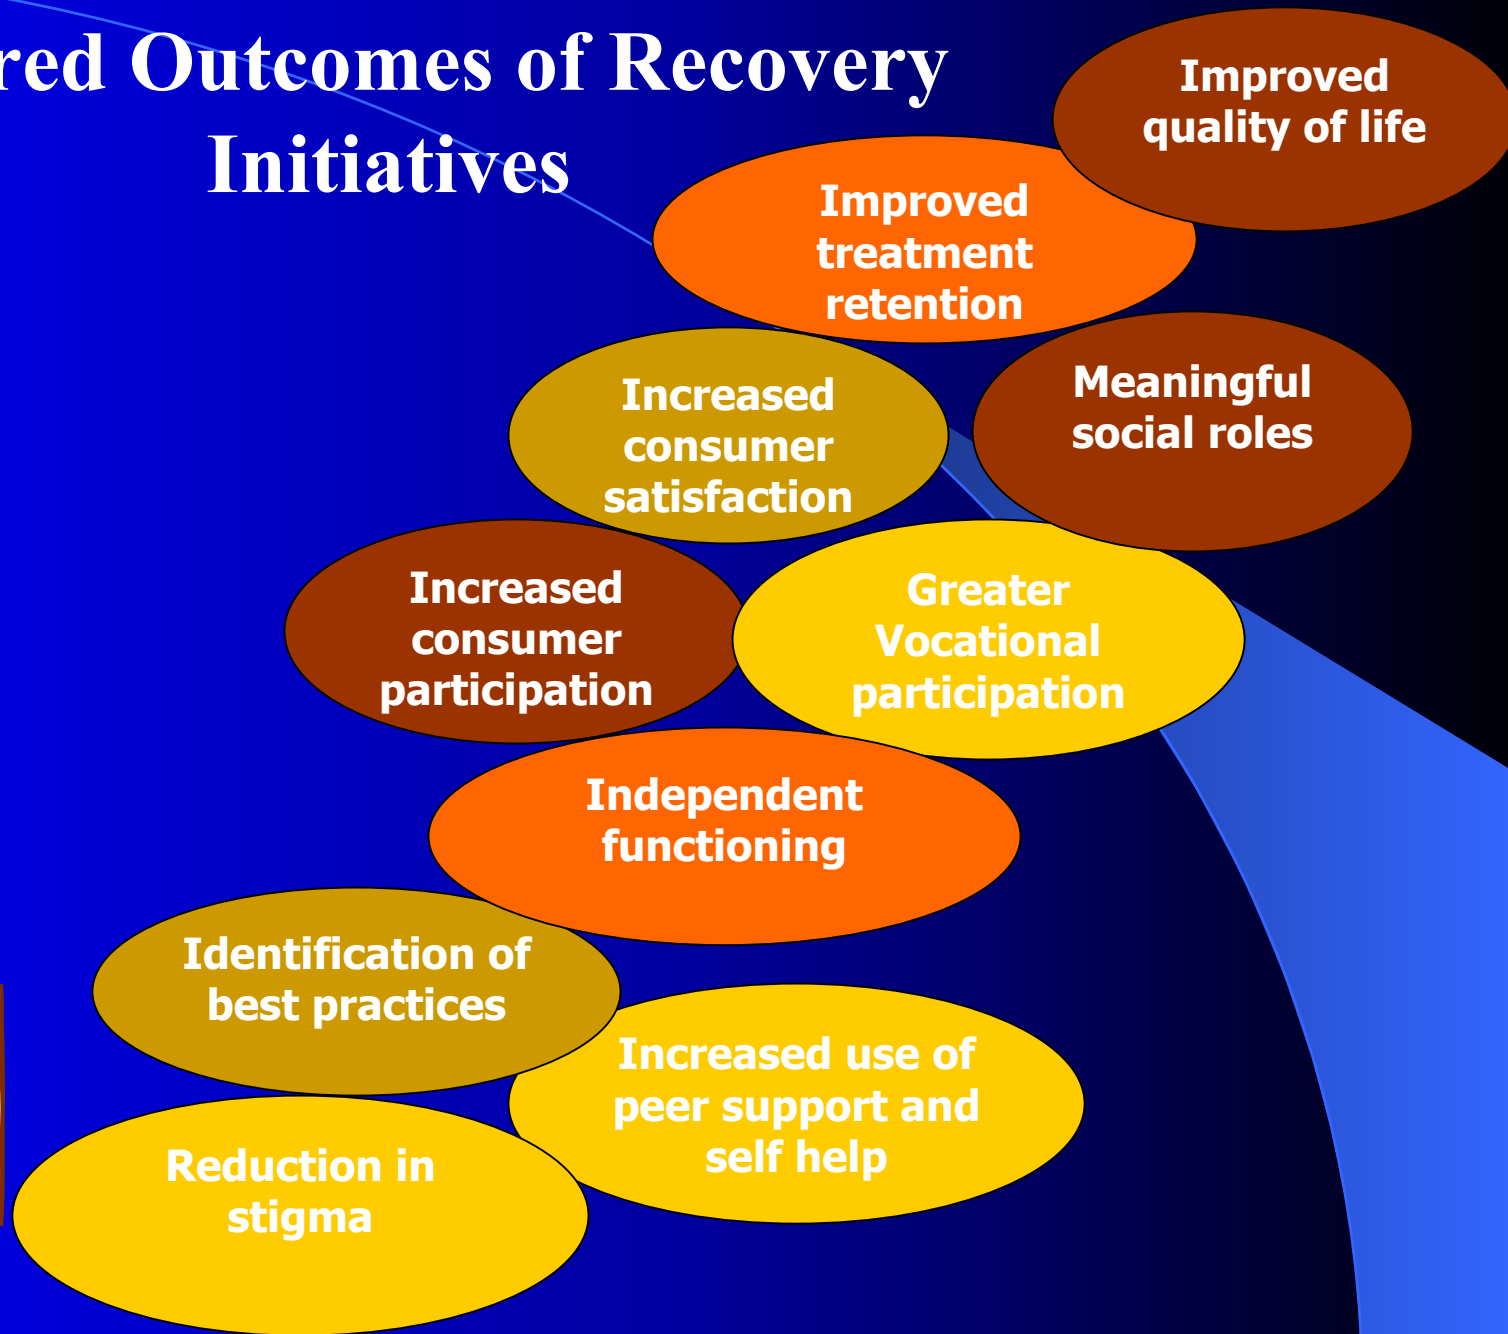 Outcomes of Recovery
Initiatives
Improved
quality of life
Improved
treatment
retention
Increased
consumer
satisfaction
Meaningful
social roles
Increased
consumer
participation
Greater
Vocational
participation
Independent
functioning
Identification of
best practices
Increased use of
peer support and
self help
Reduction in
stigma